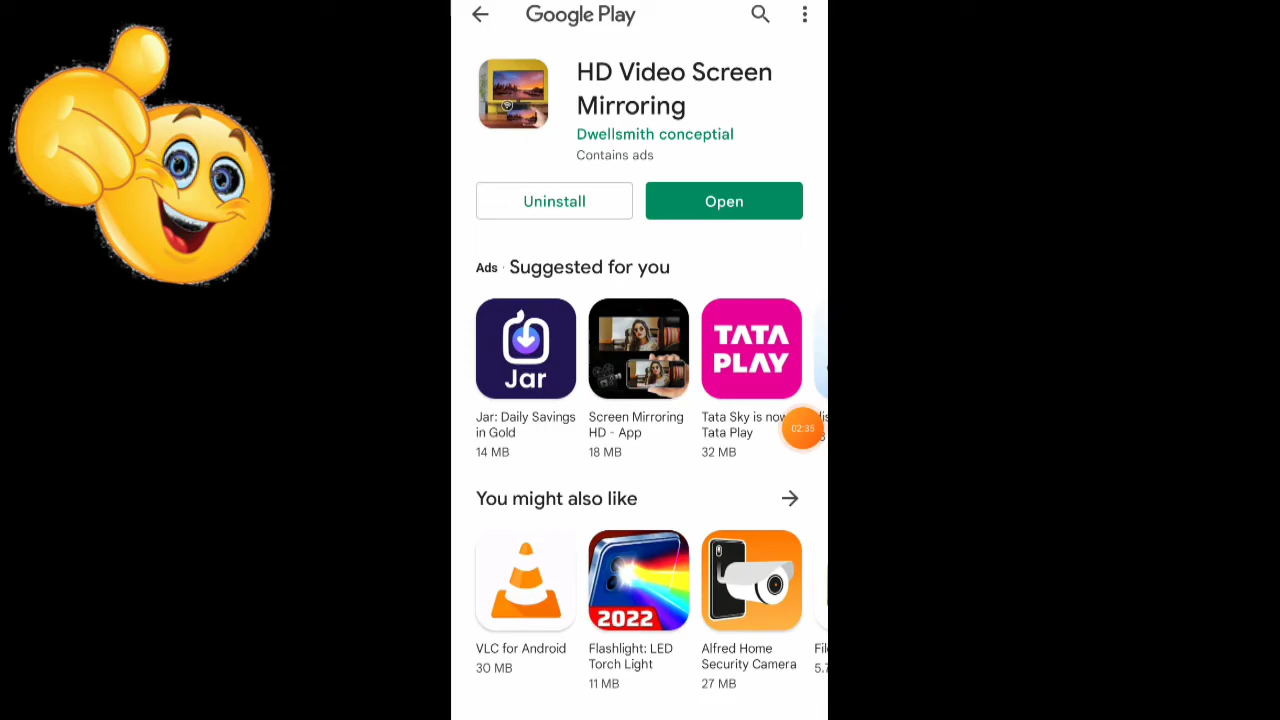 Google Play
HD Video Screen
Mirroring
Dwellsmith conceptial
Contains ads
Uninstall
Open
Ads · Suggested for you
Jar
TATA
PLAY
Jar: Daily Savings
in Gold
14 MB
Screen Mirroring
HD - App
18 MB
Tata Sky is now
Tata Play
32 MB
02:35
You might also like
2022
VLC for Android
30 MB
Flashlight: LED
Torch Light
11 MB
Alfred Home
Security Camera
27 MB